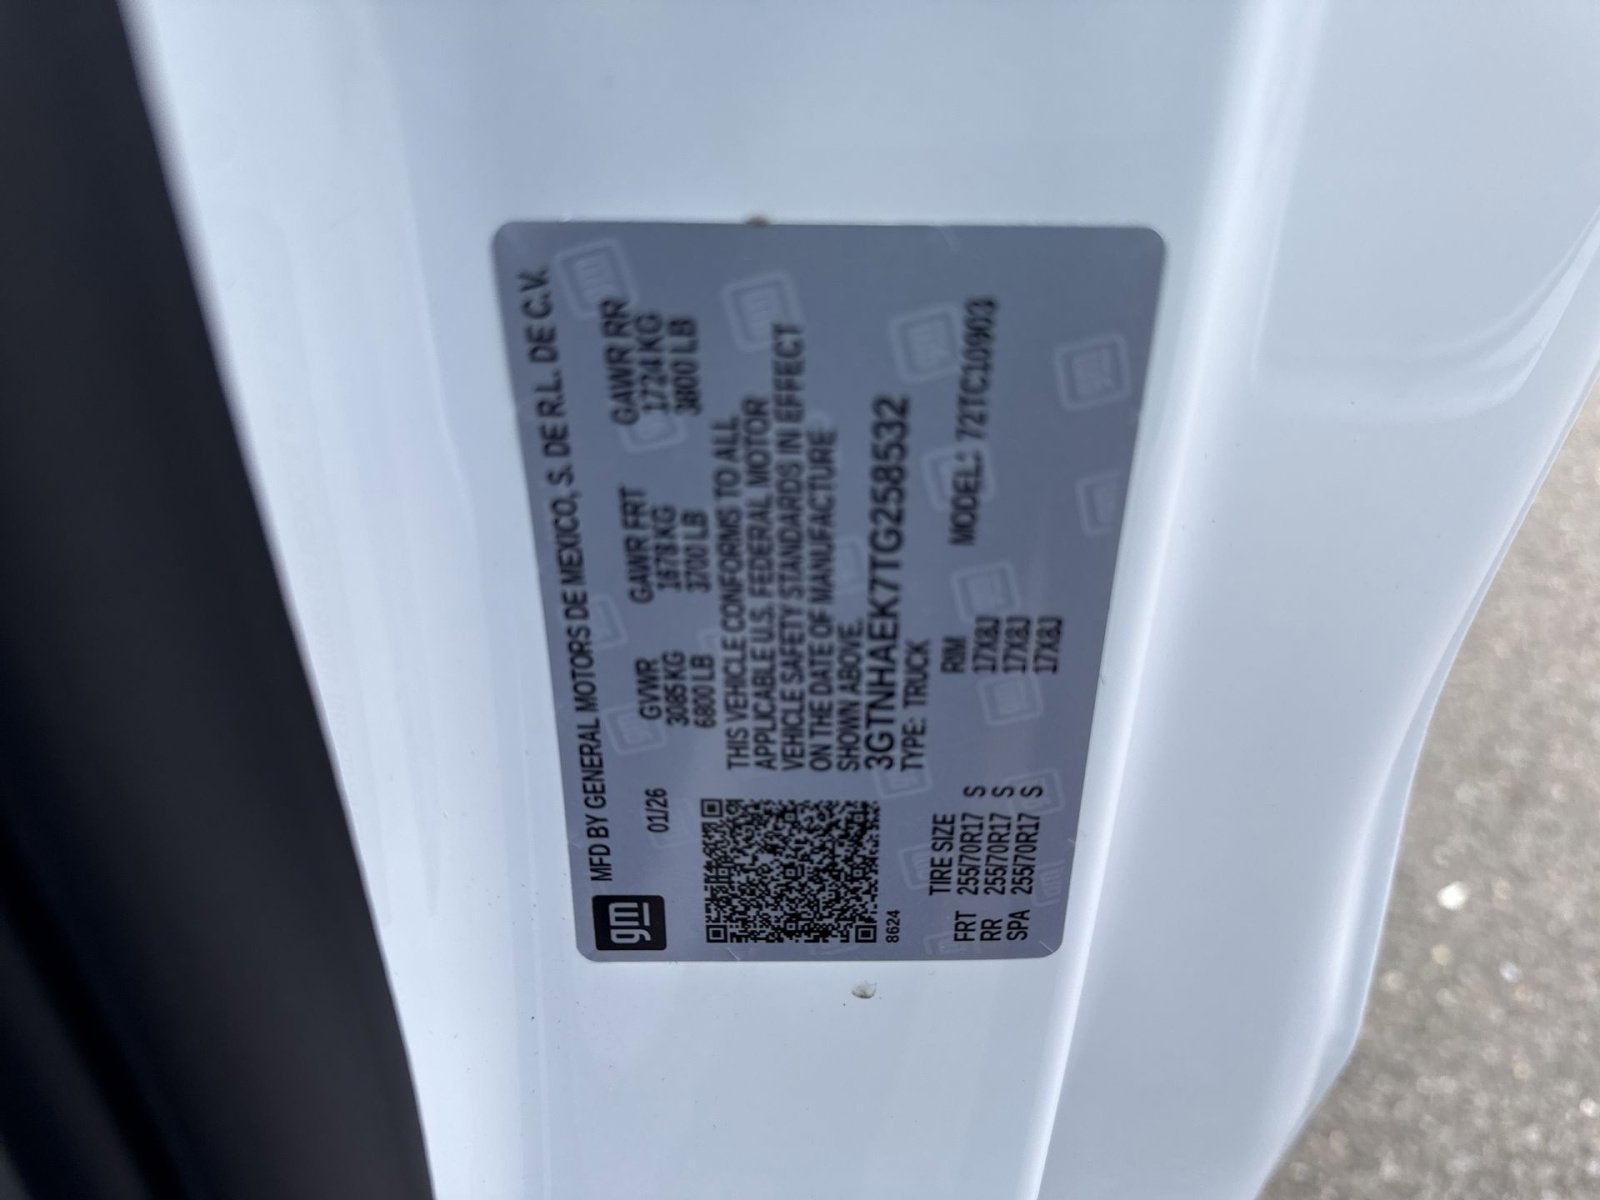 gm MFD BY GENERAL MOTORS DE MEXICO, S. DE R.L. DE C.V.
01/26 GVWR GAWR FRT GAWR RR
3085 KG 1678 KG 1724 KG
6800 LB 3700 LB 3800 LB
THIS VEHICLE CONFORMS TO ALL
APPLICABLE U.S. FEDERAL MOTOR
VEHICLE SAFETY STANDARDS IN EFFECT
ON THE DATE OF MANUFACTURE
SHOWN ABOVE.
3GTNHAEK7TG258532
8624 TYPE: TRUCK
TIRE SIZE RIM MODEL: 72TC10903
FRT 255/70R17 S 17X8J
RR 255/70R17 S 17X8J
SPA 255/70R17 S 17X8J